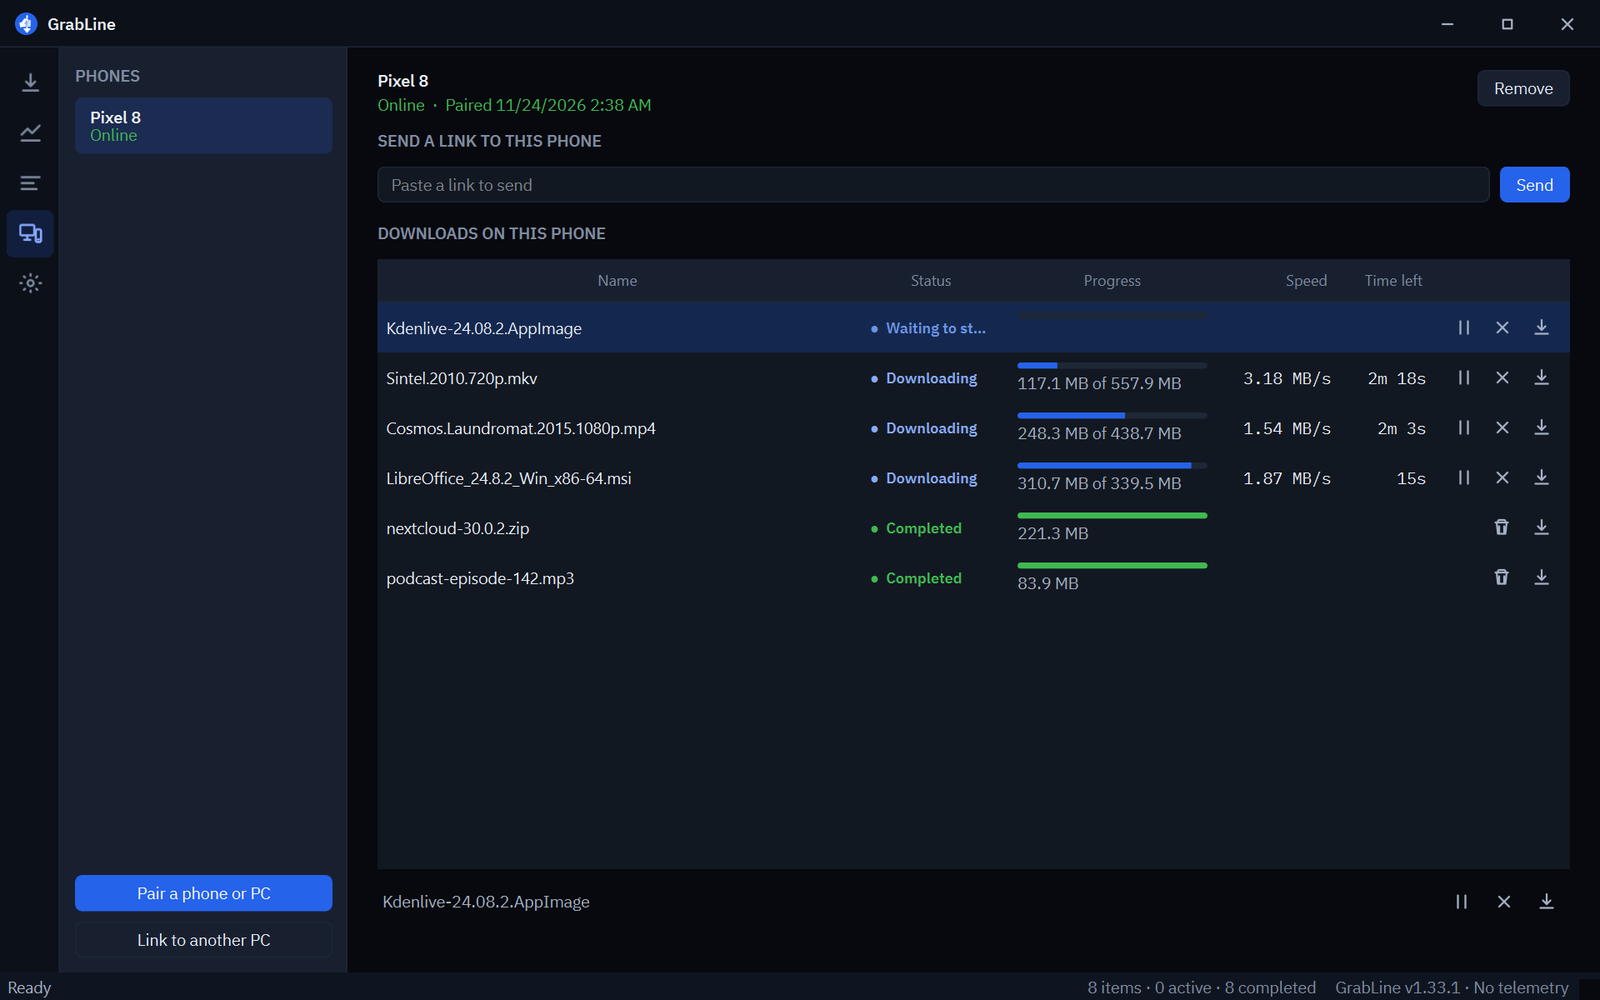 GrabLine
PHONES
Pixel 8
Online
Pair a phone or PC
Link to another PC
Pixel 8
Online · Paired 11/24/2026 2:38 AM
Remove
SEND A LINK TO THIS PHONE
Paste a link to send
Send
DOWNLOADS ON THIS PHONE
Name Status Progress Speed Time left
Kdenlive-24.08.2.AppImage • Waiting to st...
Sintel.2010.720p.mkv • Downloading 117.1 MB of 557.9 MB 3.18 MB/s 2m 18s
Cosmos.Laundromat.2015.1080p.mp4 • Downloading 248.3 MB of 438.7 MB 1.54 MB/s 2m 3s
LibreOffice_24.8.2_Win_x86-64.msi • Downloading 310.7 MB of 339.5 MB 1.87 MB/s 15s
nextcloud-30.0.2.zip • Completed 221.3 MB
podcast-episode-142.mp3 • Completed 83.9 MB
Kdenlive-24.08.2.AppImage
Ready
8 items · 0 active · 8 completed GrabLine v1.33.1 · No telemetry